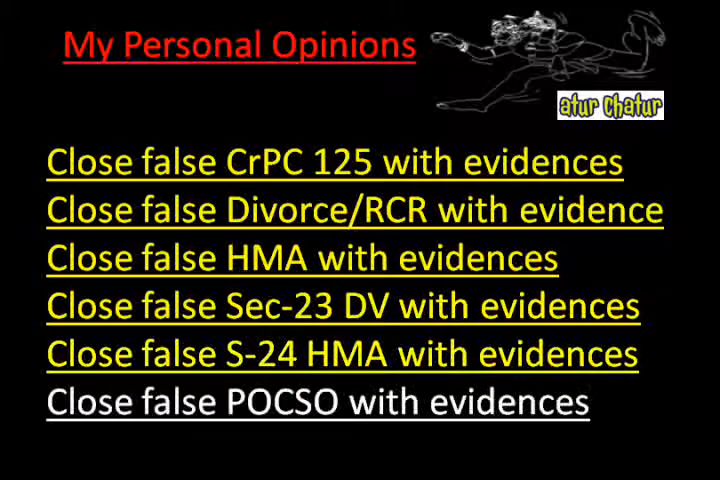 My Personal Opinions
atur Chatur
Close false CrPC 125 with evidences
Close false Divorce/RCR with evidence
Close false HMA with evidences
Close false Sec-23 DV with evidences
Close false S-24 HMA with evidences
Close false POCSO with evidences